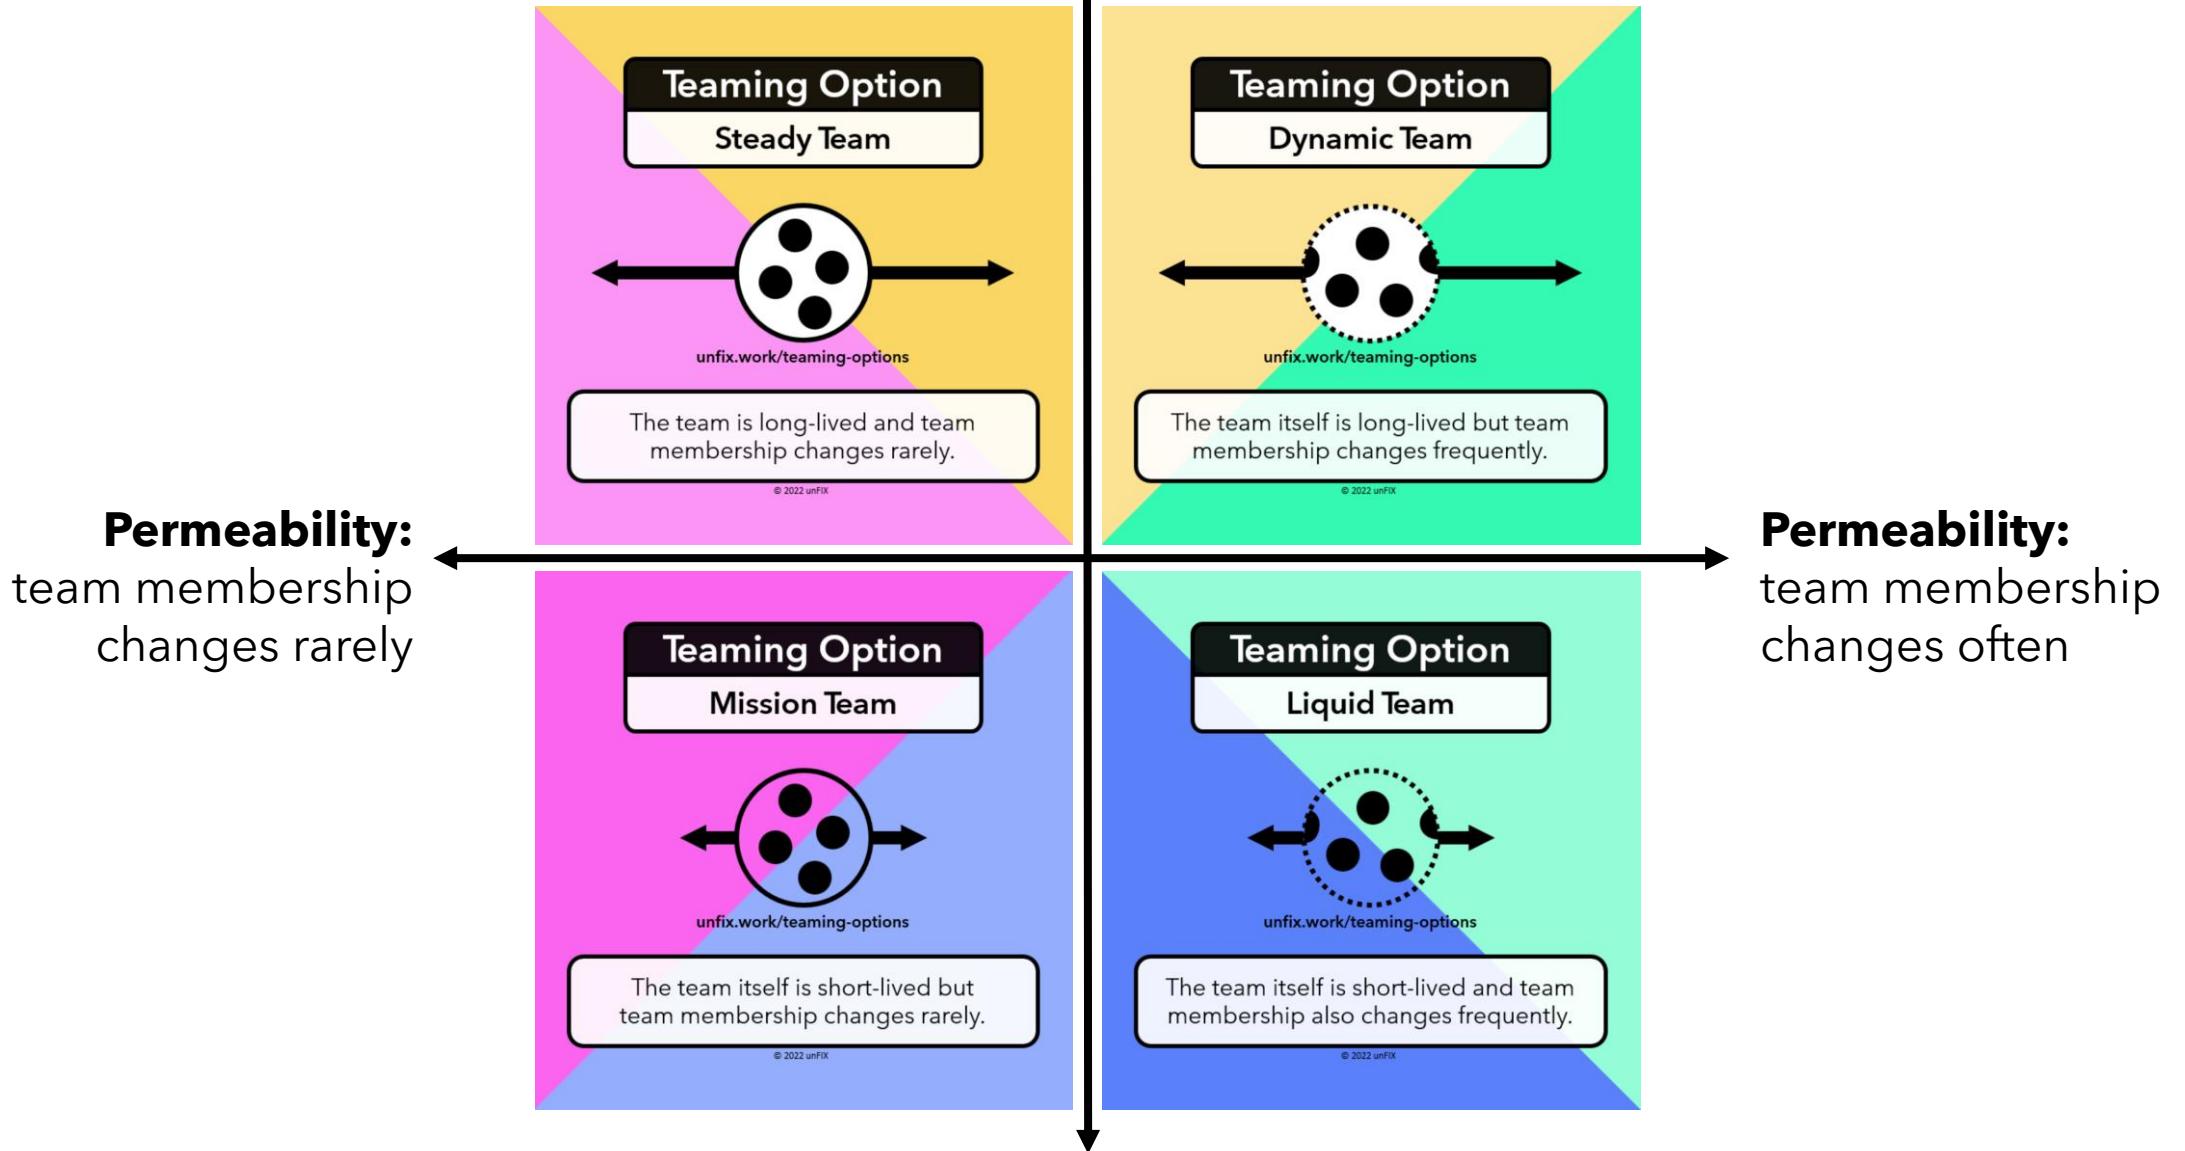 Teaming Option
Steady Team
unfix.work/teaming-options
The team is long-lived and team
membership changes rarely.
© 2022 unFIX
Teaming Option
Dynamic Team
unfix.work/teaming-options
The team itself is long-lived but team
membership changes frequently.
© 2022 unFIX
Permeability:
team membership
changes rarely
Permeability:
team membership
changes often
Teaming Option
Mission Team
unfix.work/teaming-options
The team itself is short-lived but
team membership changes rarely.
© 2022 unFIX
Teaming Option
Liquid Team
unfix.work/teaming-options
The team itself is short-lived and team
membership also changes frequently.
© 2022 unFIX